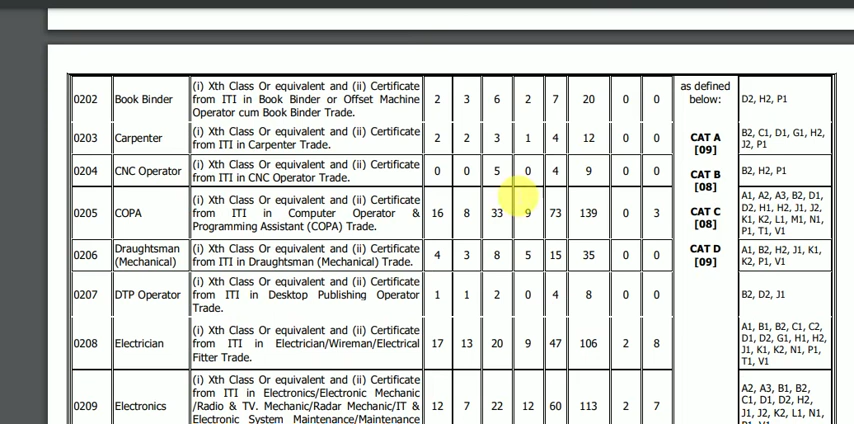 0202 Book Binder (i) Xth Class Or equivalent and (ii) Certificate from ITI in Book Binder or Offset Machine Operator cum Book Binder Trade. 2 3 6 2 7 20 0 0 D2, H2, P1
as defined below:
0203 Carpenter (i) Xth Class Or equivalent and (ii) Certificate from ITI in Carpenter Trade. 2 2 3 1 4 12 0 0 B2, C1, D1, G1, H2, J2, P1
CAT A [09]
0204 CNC Operator (i) Xth Class Or equivalent and (ii) Certificate from ITI in CNC Operator Trade. 0 0 5 0 4 9 0 0 B2, H2, P1
CAT B [08]
0205 COPA (i) Xth Class Or equivalent and (ii) Certificate from ITI in Computer Operator & Programming Assistant (COPA) Trade. 16 8 33 9 73 139 0 3 A1, A2, A3, B2, D1, D2, H1, H2, J1, J2, K1, K2, L1, M1, N1, P1, T1, V1
CAT C [08]
0206 Draughtsman (Mechanical) (i) Xth Class Or equivalent and (ii) Certificate from ITI in Draughtsman (Mechanical) Trade. 4 3 8 5 15 35 0 0 A1, B2, H2, J1, K1, K2, P1, V1
CAT D [09]
0207 DTP Operator (i) Xth Class Or equivalent and (ii) Certificate from ITI in Desktop Publishing Operator Trade. 1 1 2 0 4 8 0 0 B2, D2, J1
0208 Electrician (i) Xth Class Or equivalent and (ii) Certificate from ITI in Electrician/Wireman/Electrical Fitter Trade. 17 13 20 9 47 106 2 8 A1, B1, B2, C1, C2, D1, D2, G1, H1, H2, J1, K1, K2, N1, P1, T1, V1
0209 Electronics (i) Xth Class Or equivalent and (ii) Certificate from ITI in Electronics/Electronic Mechanic /Radio & TV. Mechanic/Radar Mechanic/IT & Electronic System Maintenance/Maintenance 12 7 22 12 60 113 2 7 A2, A3, B1, B2, C1, D1, D2, H2, J1, J2, K2, L1, N1,